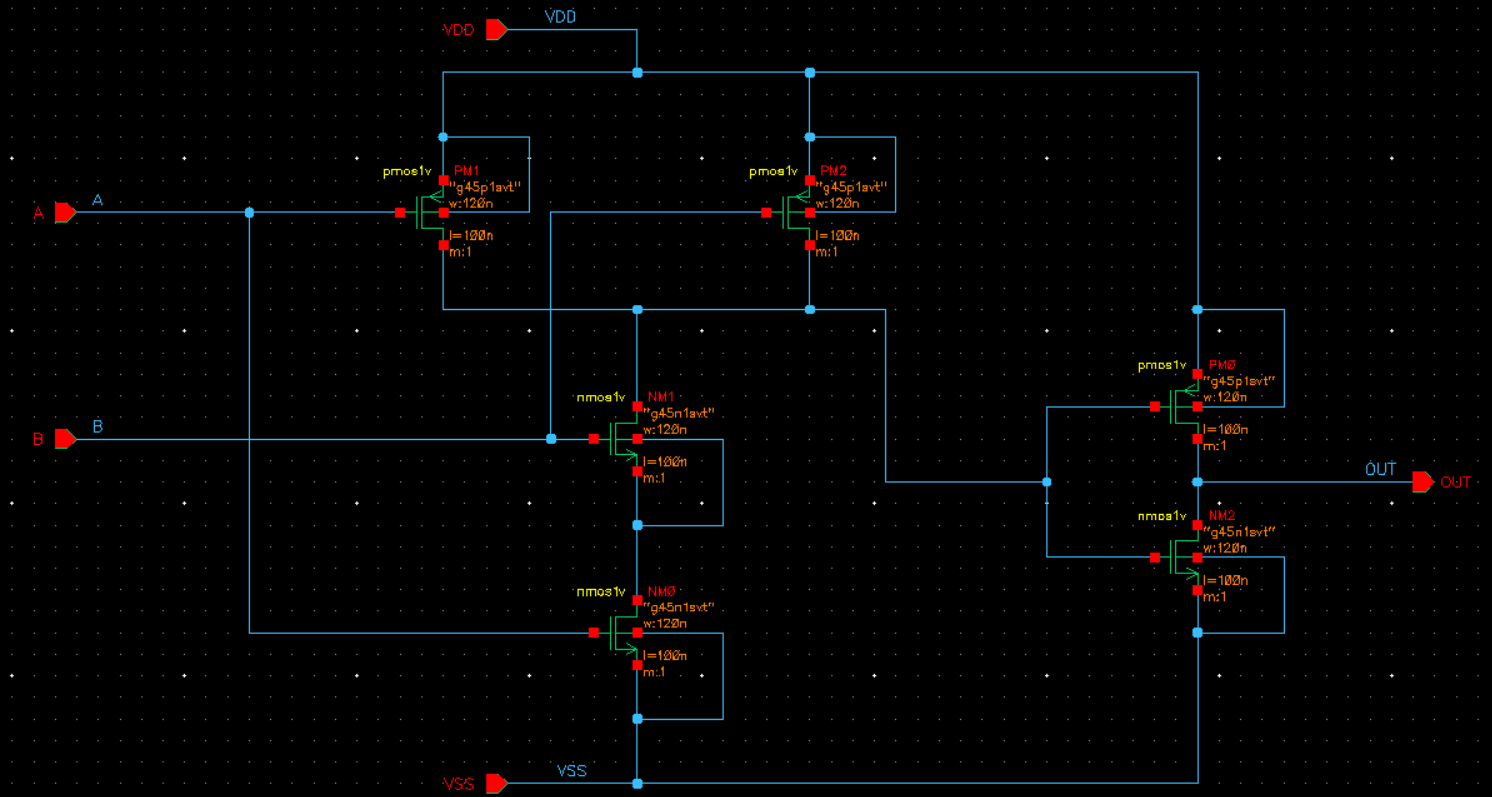 VDD
VDD
pmos1v
PM1
"g45p1svt"
w:120n
l=100n
m:1
pmos1v
PM2
"g45p1svt"
w:120n
l=100n
m:1
A
A
pmos1v
PM0
"g45p1svt"
w:120n
l=100n
m:1
nmos1v
NM1
"g45n1svt"
w:120n
l=100n
m:1
B
B
OUT
OUT
nmos1v
NM2
"g45n1svt"
w:120n
l=100n
m:1
nmos1v
NM0
"g45n1svt"
w:120n
l=100n
m:1
VSS
VSS